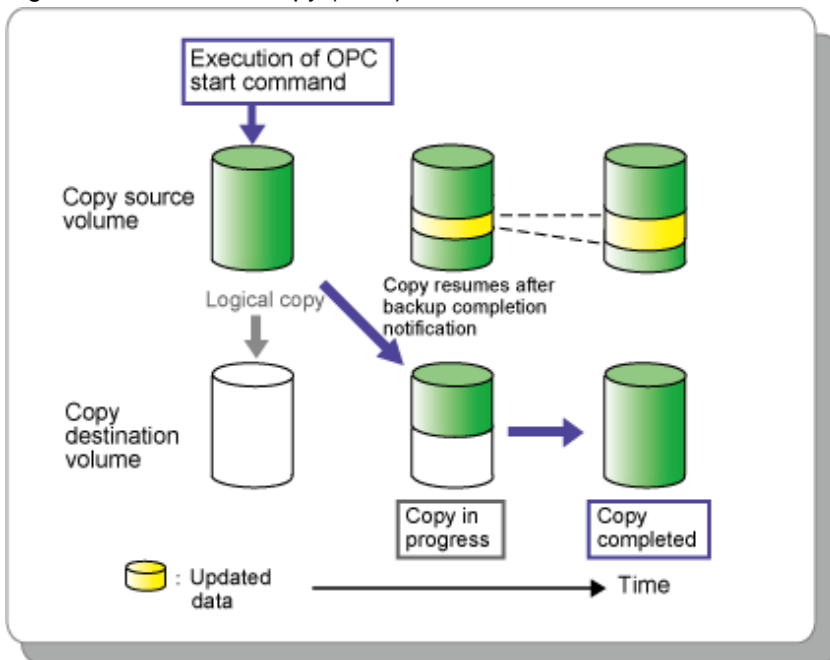 Execution of OPC
start command
Copy source
volume
Logical copy
Copy resumes after
backup completion
notification
Copy
destination
volume
Copy in
progress
Copy
completed
: Updated
data
Time